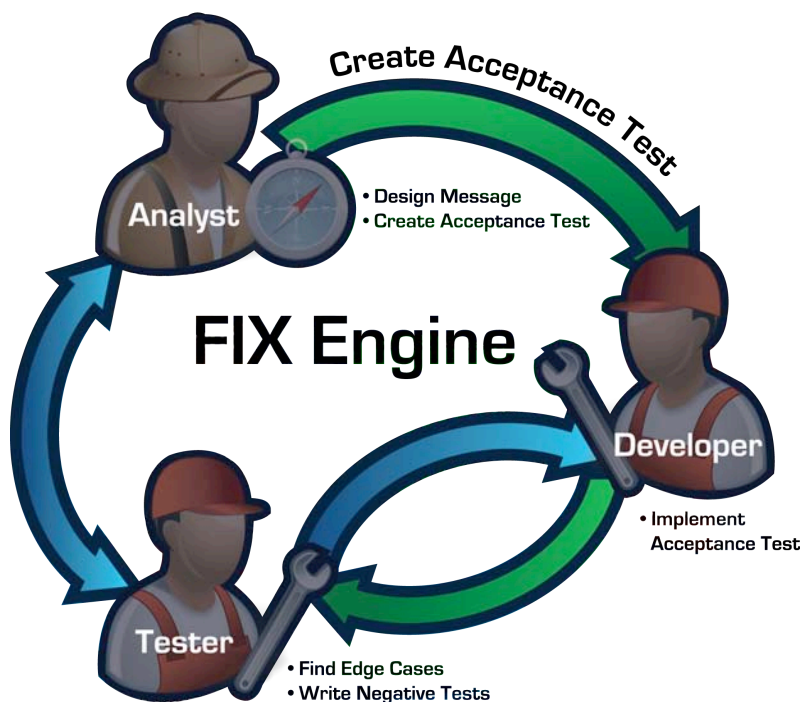 Create Acceptance Test
Analyst
• Design Message
• Create Acceptance Test
FIX Engine
Developer
• Implement
Acceptance Test
Tester
• Find Edge Cases
• Write Negative Tests